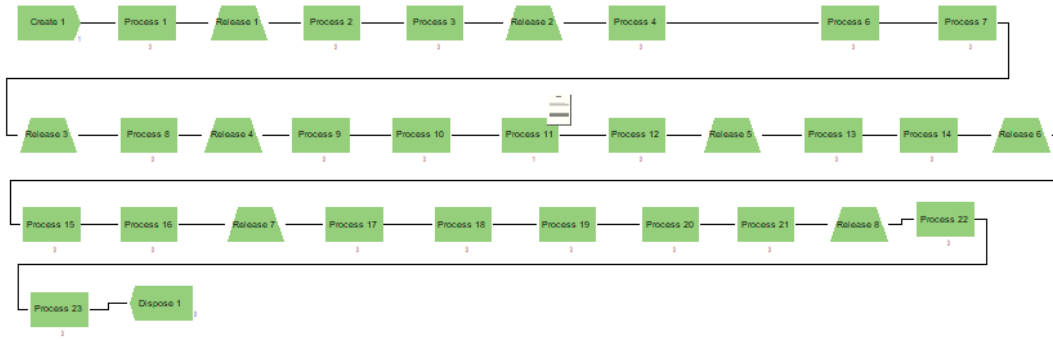 Create 1
Process 1
Release 1
Process 2
Process 3
Release 2
Process 4
Process 6
Process 7
Release 3
Process 8
Release 4
Process 9
Process 10
Process 11
Process 12
Release 5
Process 13
Process 14
Release 6
Process 15
Process 16
Release 7
Process 17
Process 18
Process 19
Process 20
Process 21
Release 8
Process 22
Process 23
Dispose 1